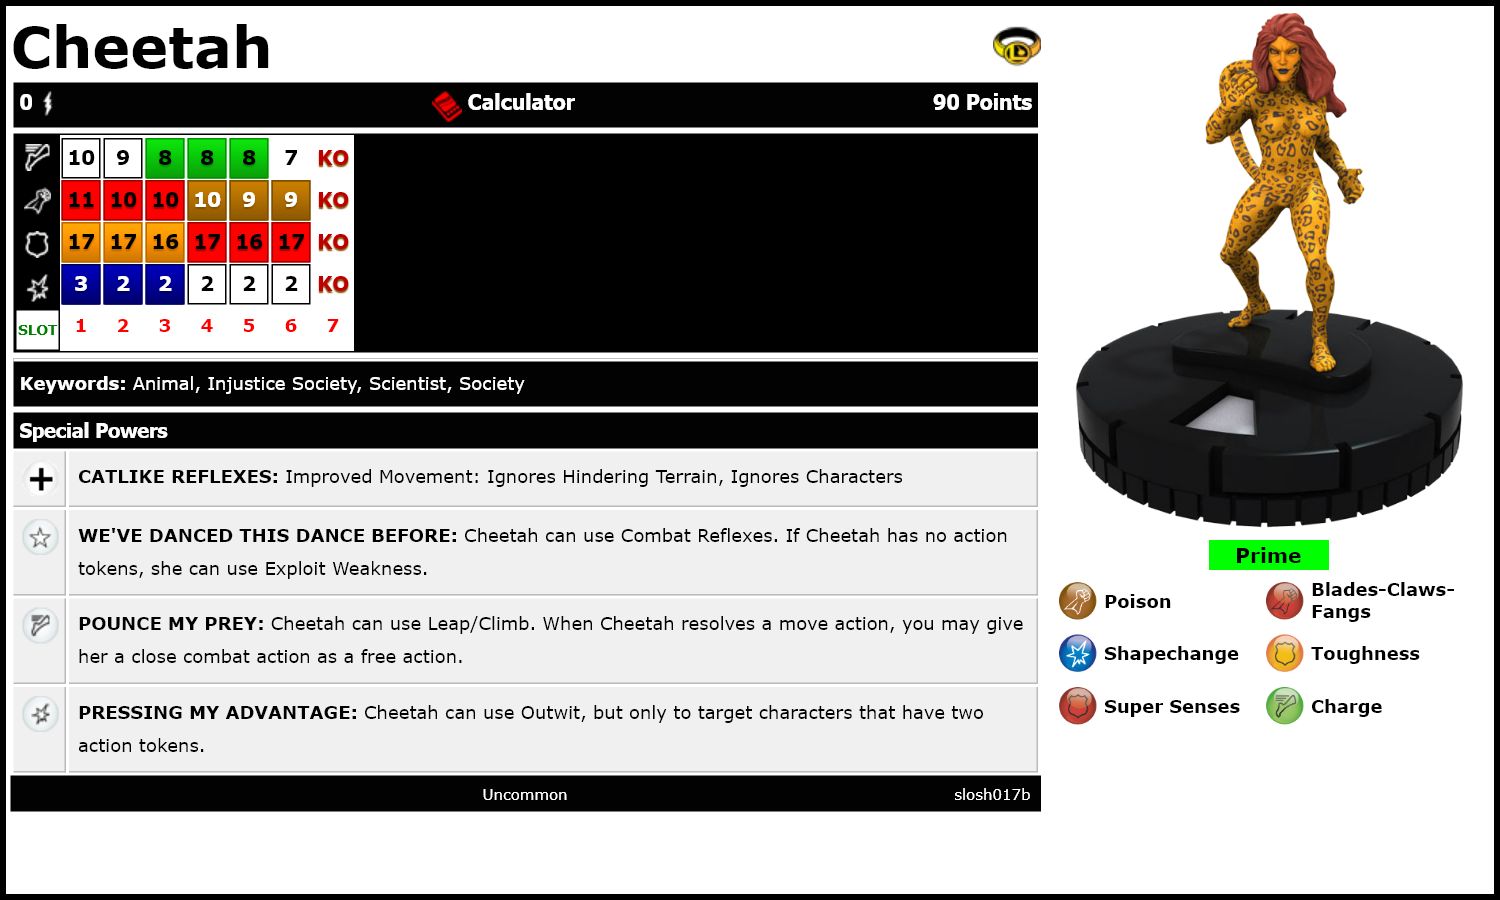 Cheetah
0 Calculator 90 Points
10 9 8 8 8 7 KO
11 10 10 10 9 9 KO
17 17 16 17 16 17 KO
3 2 2 2 2 2 KO
SLOT 1 2 3 4 5 6 7
Keywords: Animal, Injustice Society, Scientist, Society
Special Powers
CATLIKE REFLEXES: Improved Movement: Ignores Hindering Terrain, Ignores Characters
WE'VE DANCED THIS DANCE BEFORE: Cheetah can use Combat Reflexes. If Cheetah has no action
tokens, she can use Exploit Weakness.
POUNCE MY PREY: Cheetah can use Leap/Climb. When Cheetah resolves a move action, you may give
her a close combat action as a free action.
PRESSING MY ADVANTAGE: Cheetah can use Outwit, but only to target characters that have two
action tokens.
Uncommon slosh017b
Prime
Poison
Blades-Claws-
Fangs
Shapechange
Toughness
Super Senses
Charge